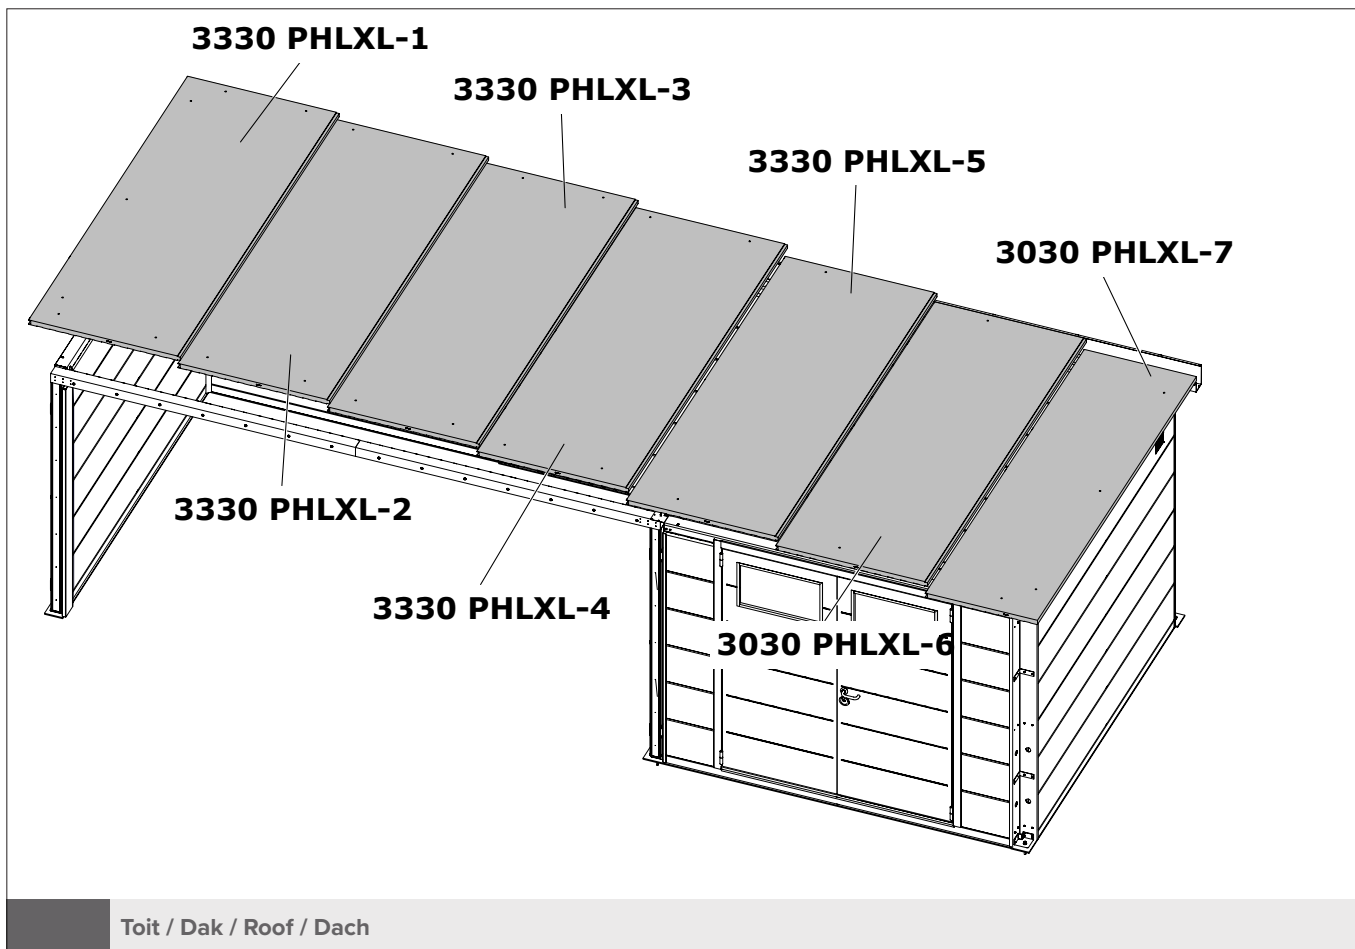 3330 PHLXL-1
3330 PHLXL-3
3330 PHLXL-5
3030 PHLXL-7
3330 PHLXL-2
3330 PHLXL-4
3030 PHLXL-6
Toit / Dak / Roof / Dach